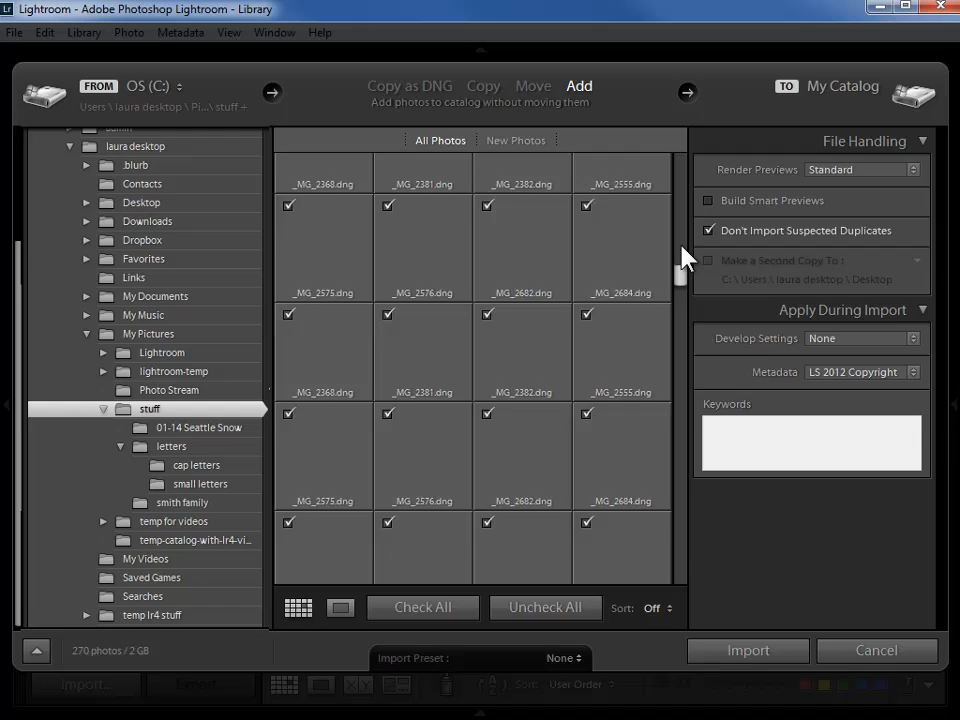 Lr Lightroom - Adobe Photoshop Lightroom - Library
File Edit Library Photo Metadata View Window Help
FROM OS (C:)
Users \ laura desktop \ Pi...\ stuff +
Copy as DNG Copy Move Add
Add photos to catalog without moving them
TO My Catalog
admin
laura desktop
.blurb
Contacts
Desktop
Downloads
Dropbox
Favorites
Links
My Documents
My Music
My Pictures
Lightroom
lightroom-temp
Photo Stream
stuff
01-14 Seattle Snow
letters
cap letters
small letters
smith family
temp for videos
temp-catalog-with-lr4-vi...
My Videos
Saved Games
Searches
temp lr4 stuff
All Photos New Photos
_MG_2368.dng _MG_2381.dng _MG_2382.dng _MG_2555.dng
_MG_2575.dng _MG_2576.dng _MG_2682.dng _MG_2684.dng
_MG_2368.dng _MG_2381.dng _MG_2382.dng _MG_2555.dng
_MG_2575.dng _MG_2576.dng _MG_2682.dng _MG_2684.dng
Check All Uncheck All Sort: Off
File Handling
Render Previews Standard
Build Smart Previews
Don't Import Suspected Duplicates
Make a Second Copy To :
C: \ Users \ laura desktop \ Desktop
Apply During Import
Develop Settings None
Metadata LS 2012 Copyright
Keywords
270 photos / 2 GB
Import Preset : None
Import Cancel
Import... Export...
Sort: User Order